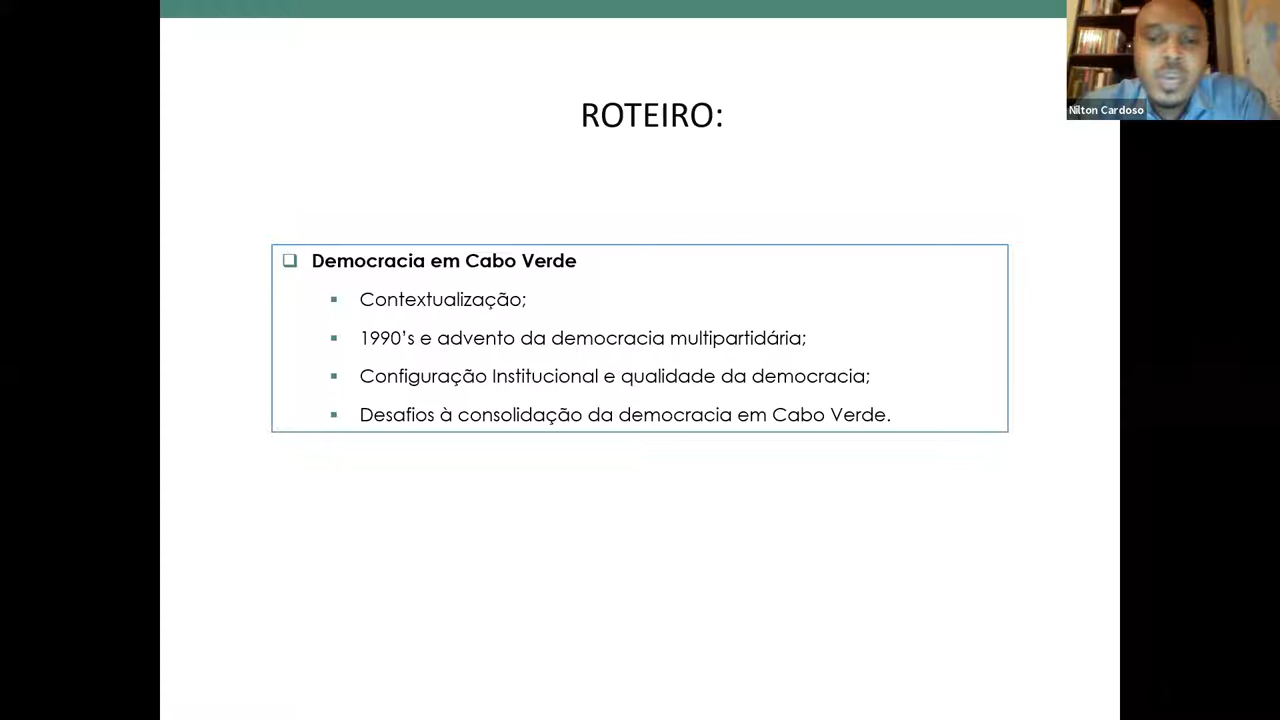 ROTEIRO:
Nilton Cardoso
Democracia em Cabo Verde
Contextualização;
1990's e advento da democracia multipartidária;
Configuração Institucional e qualidade da democracia;
Desafios à consolidação da democracia em Cabo Verde.